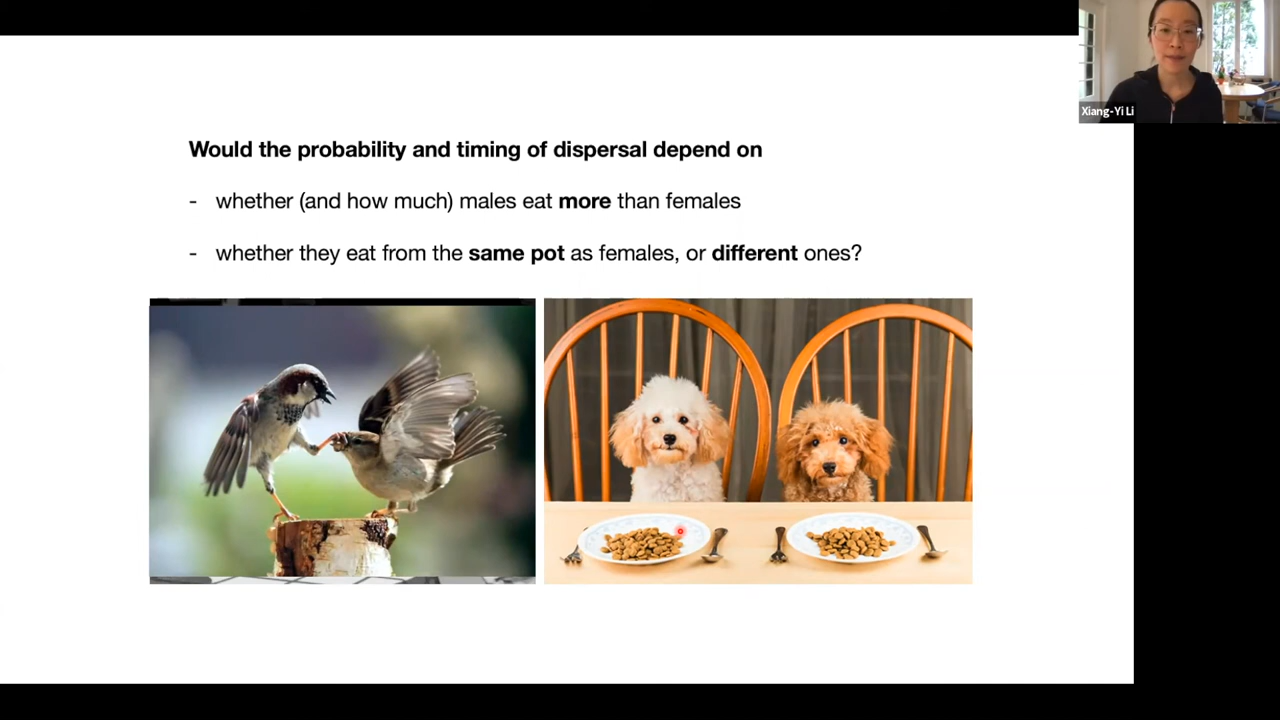 Xiang-Yi Li
Would the probability and timing of dispersal depend on
- whether (and how much) males eat more than females
- whether they eat from the same pot as females, or different ones?